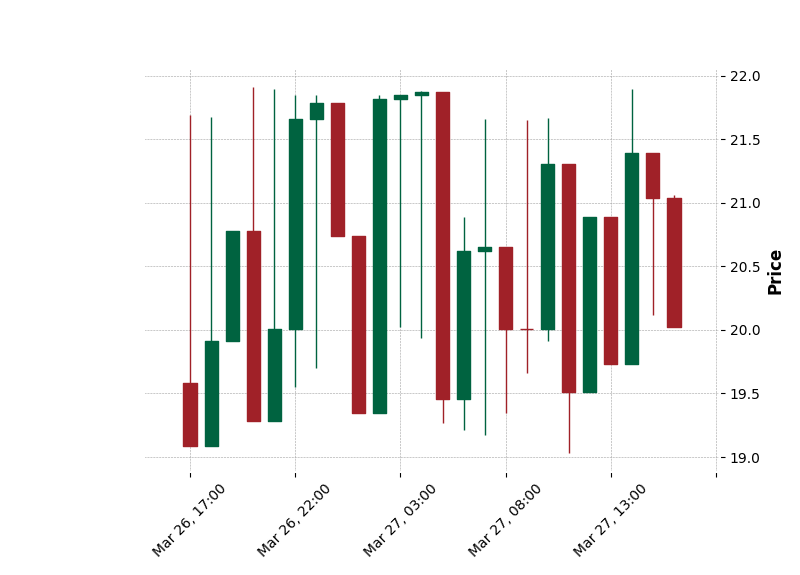 22.0
21.5
21.0
20.5
20.0
19.5
19.0
Price
Mar 26, 17:00
Mar 26, 22:00
Mar 27, 03:00
Mar 27, 08:00
Mar 27, 13:00